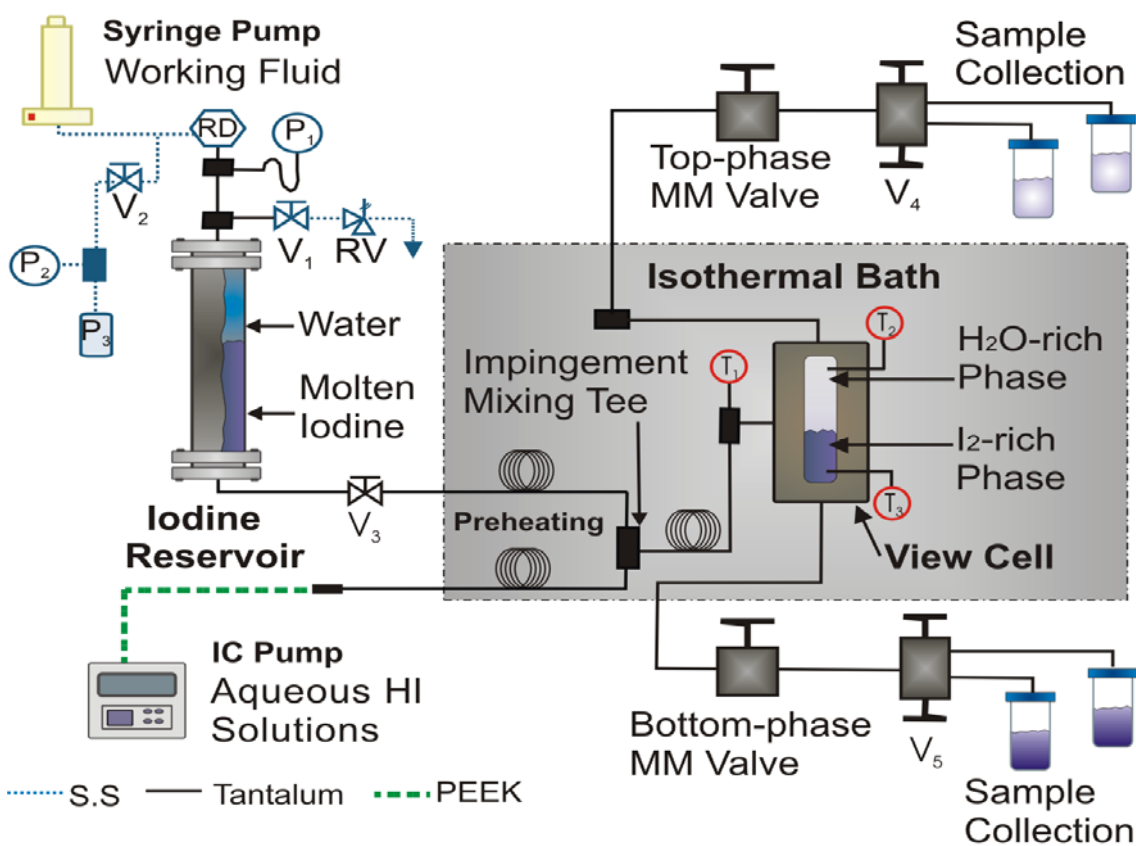 Syringe Pump
Working Fluid
RD
P₁
V₂
P₂
P₃
V₁
RV
Water
Molten
Iodine
V₃
Iodine
Reservoir
IC Pump
Aqueous HI
Solutions
Sample
Collection
Top-phase
MM Valve
V₄
Isothermal Bath
Impingement
Mixing Tee
T₁
T₂
H₂O-rich
Phase
I₂-rich
Phase
T₃
Preheating
View Cell
Bottom-phase
MM Valve
V₅
Sample
Collection
S.S
Tantalum
PEEK